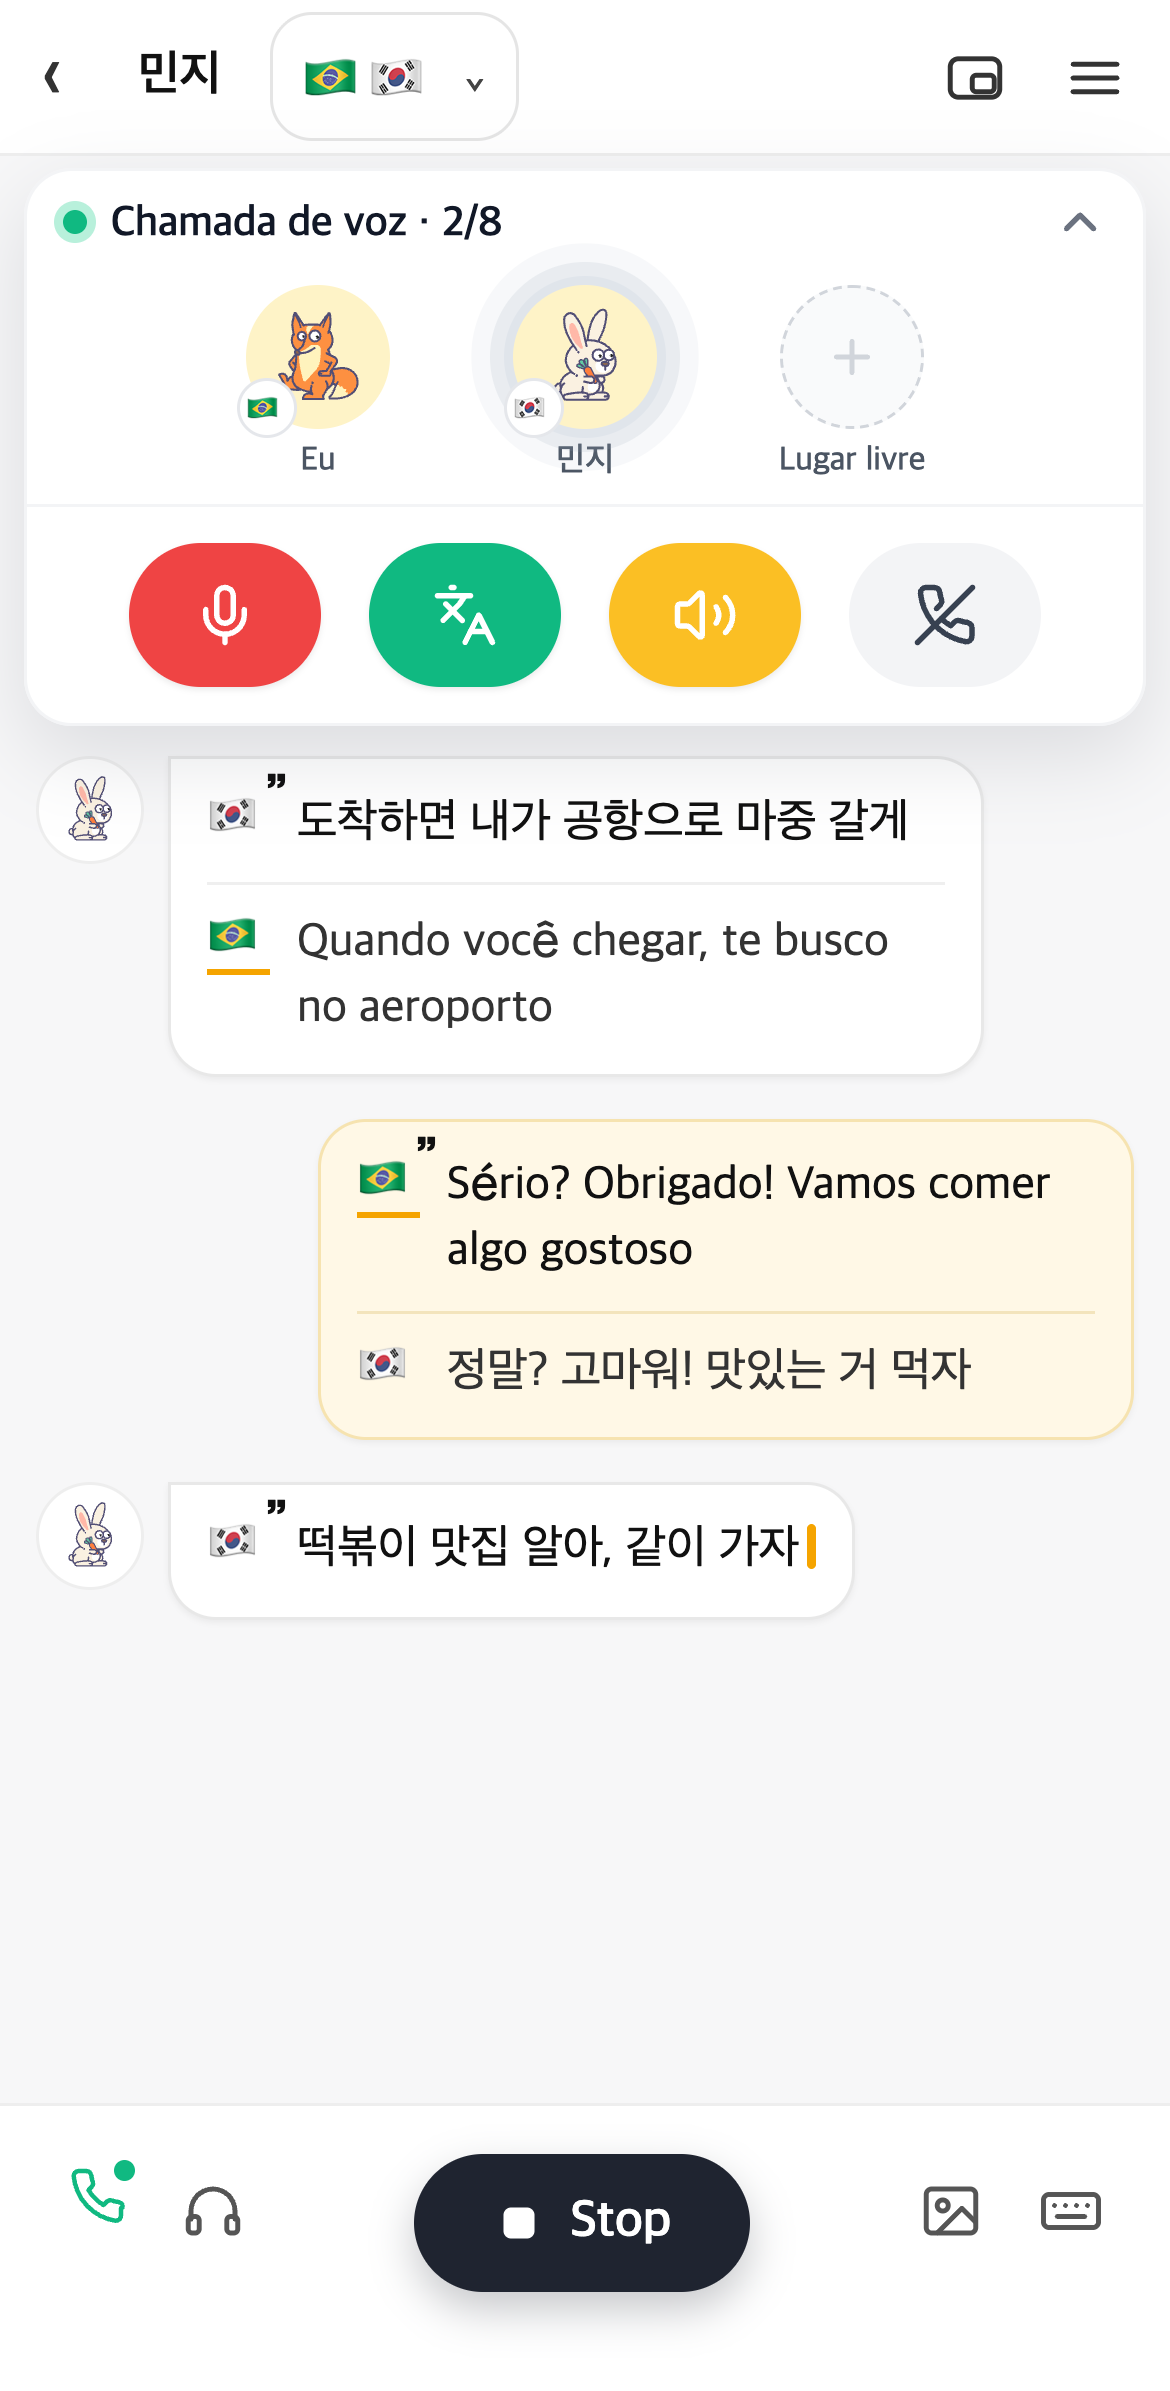 민지
Chamada de voz · 2/8
Eu
민지
Lugar livre
도착하면 내가 공항으로 마중 갈게
Quando você chegar, te busco
no aeroporto
Sério? Obrigado! Vamos comer
algo gostoso
정말? 고마워! 맛있는 거 먹자
떡볶이 맛집 알아, 같이 가자
Stop